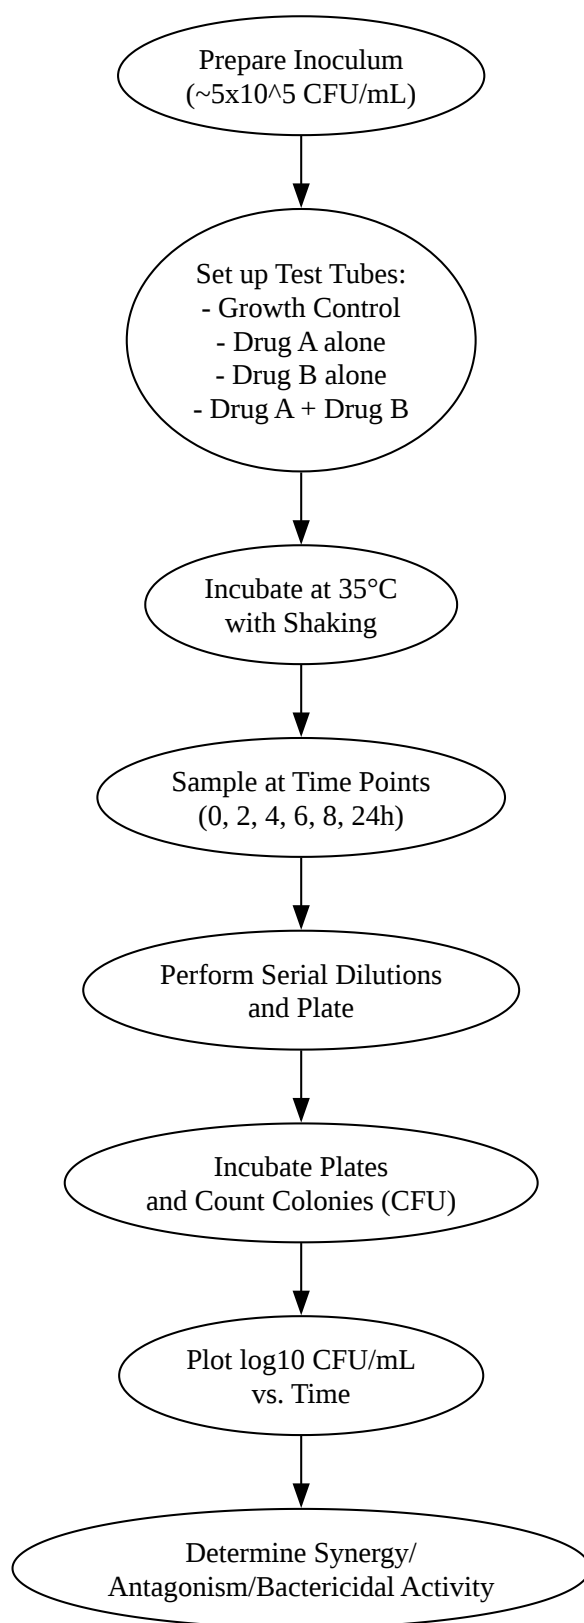 Prepare Inoculum
(~5x10^5 CFU/mL)
Set up Test Tubes:
- Growth Control
- Drug A alone
- Drug B alone
- Drug A + Drug B
Incubate at 35°C
with Shaking
Sample at Time Points
(0, 2, 4, 6, 8, 24h)
Perform Serial Dilutions
and Plate
Incubate Plates
and Count Colonies (CFU)
Plot log10 CFU/mL
vs. Time
Determine Synergy/
Antagonism/Bactericidal Activity